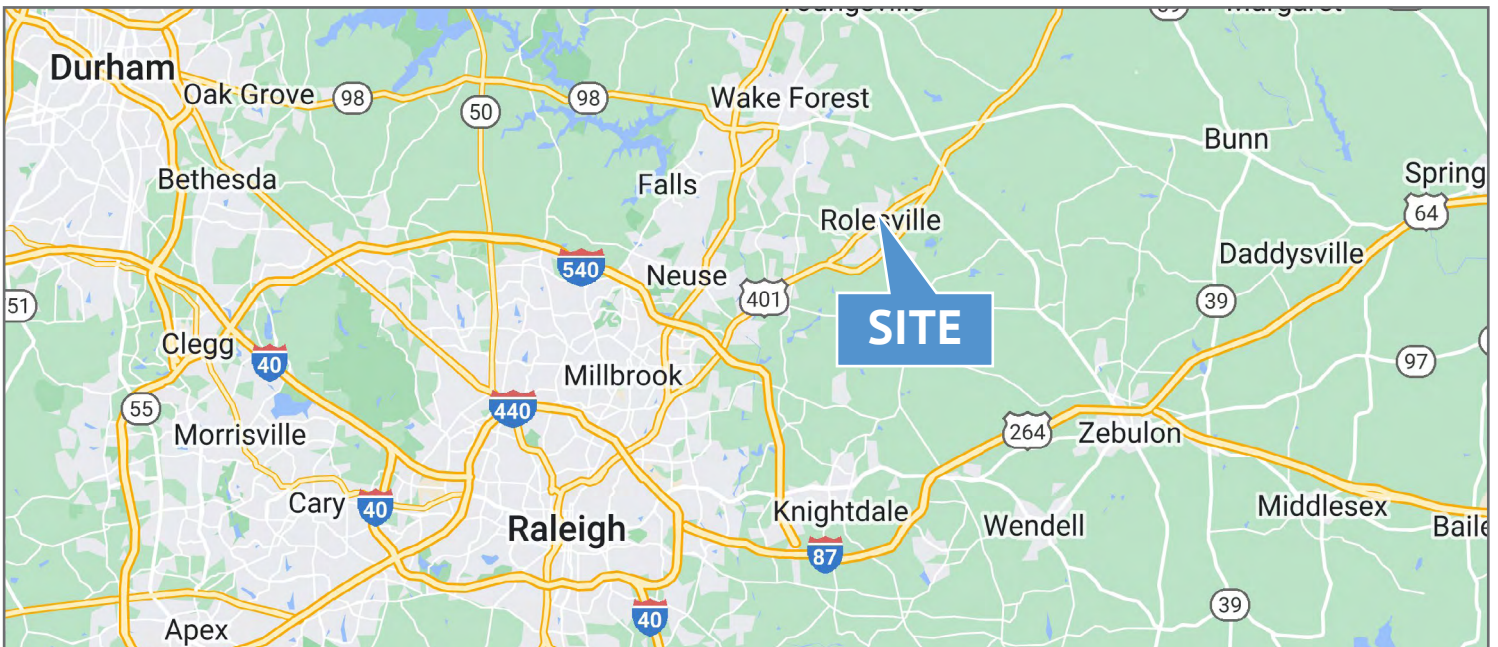 Durham
Oak Grove
98
50
98
Wake Forest
Bunn
Bethesda
Falls
Spring
64
Rolesville
Daddysville
540
Neuse
401
39
51
SITE
Clegg
40
Millbrook
97
440
55
Morrisville
264
Zebulon
Cary
40
Raleigh
Knightdale
Wendell
Middlesex
Baile
87
40
39
Apex